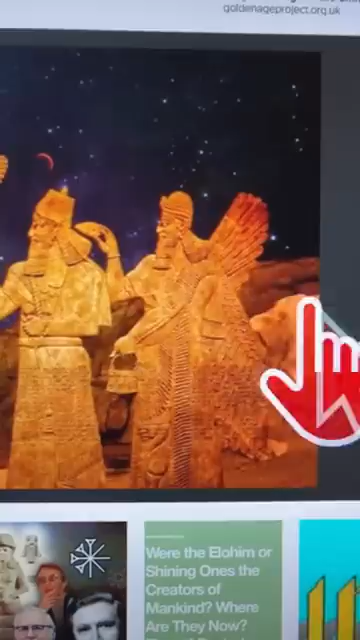 goldenageproject.org.uk
Were the Elohim or
Shining Ones the
Creators of
Mankind? Where
Are They Now?